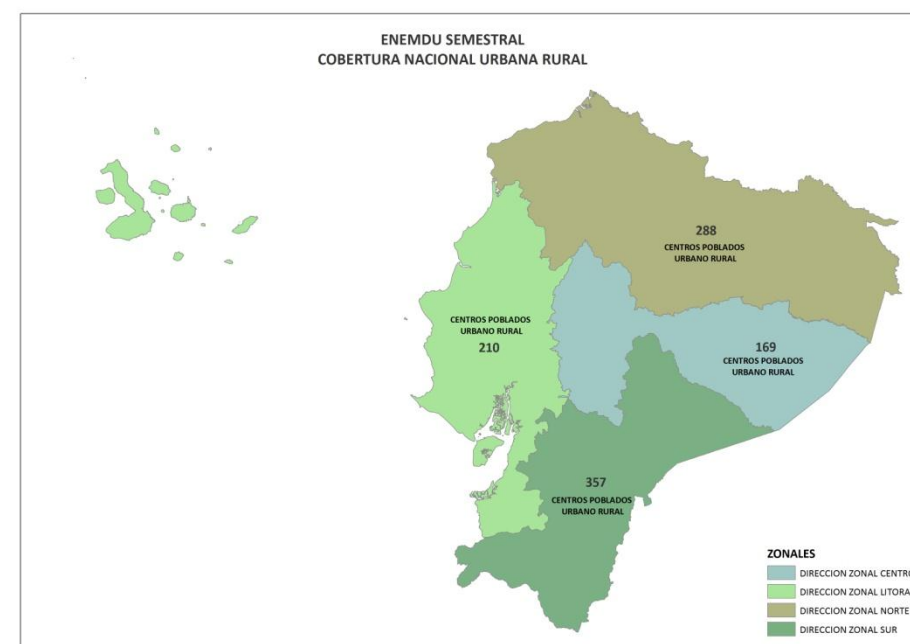 ENEMDU SEMESTRAL
COBERTURA NACIONAL URBANA RURAL
288
CENTROS POBLADOS
URBANO RURAL
CENTROS POBLADOS
URBANO RURAL
210
169
CENTROS POBLADOS
URBANO RURAL
357
CENTROS POBLADOS
URBANO RURAL
ZONALES
DIRECCION ZONAL CENTRO
DIRECCION ZONAL LITORA
DIRECCION ZONAL NORTE
DIRECCION ZONAL SUR